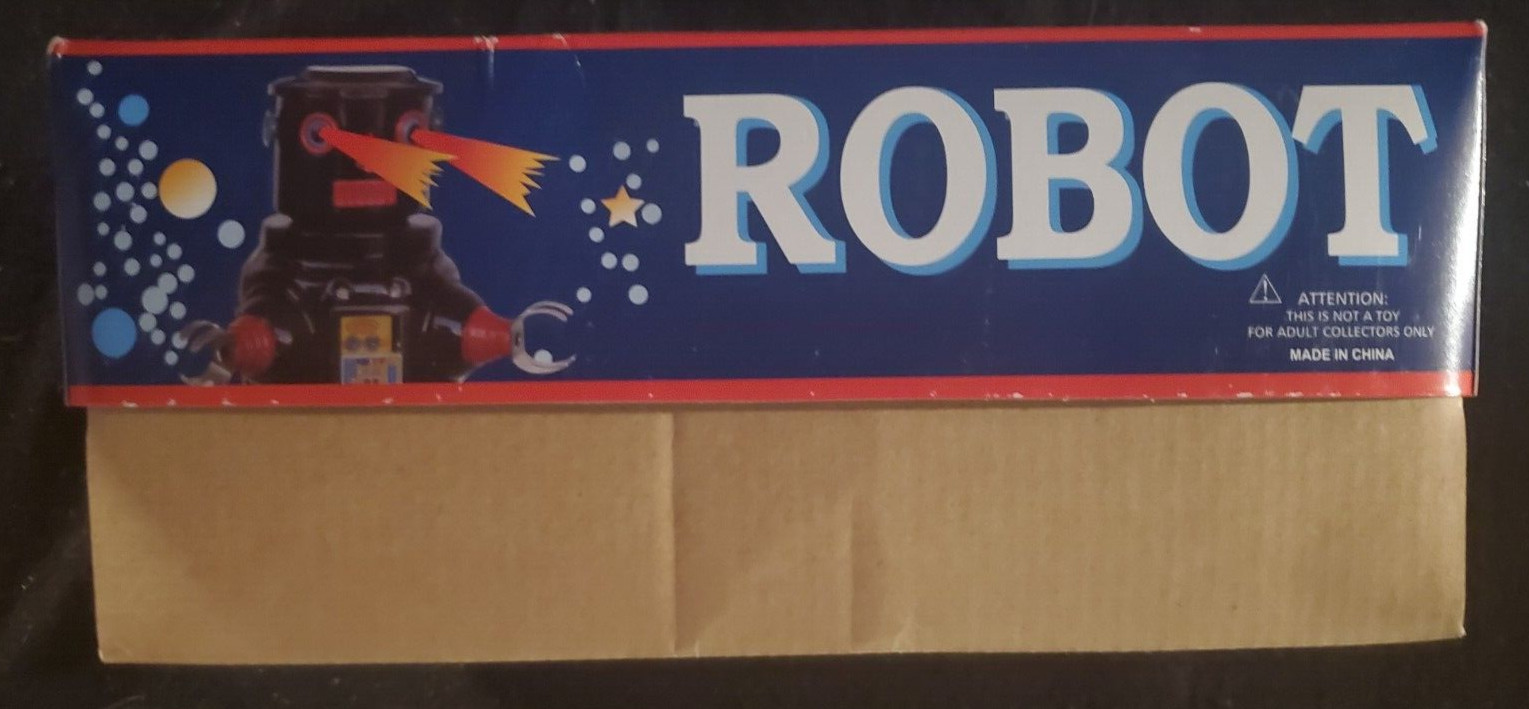 ROBOT
ATTENTION:
THIS IS NOT A TOY
FOR ADULT COLLECTORS ONLY
MADE IN CHINA